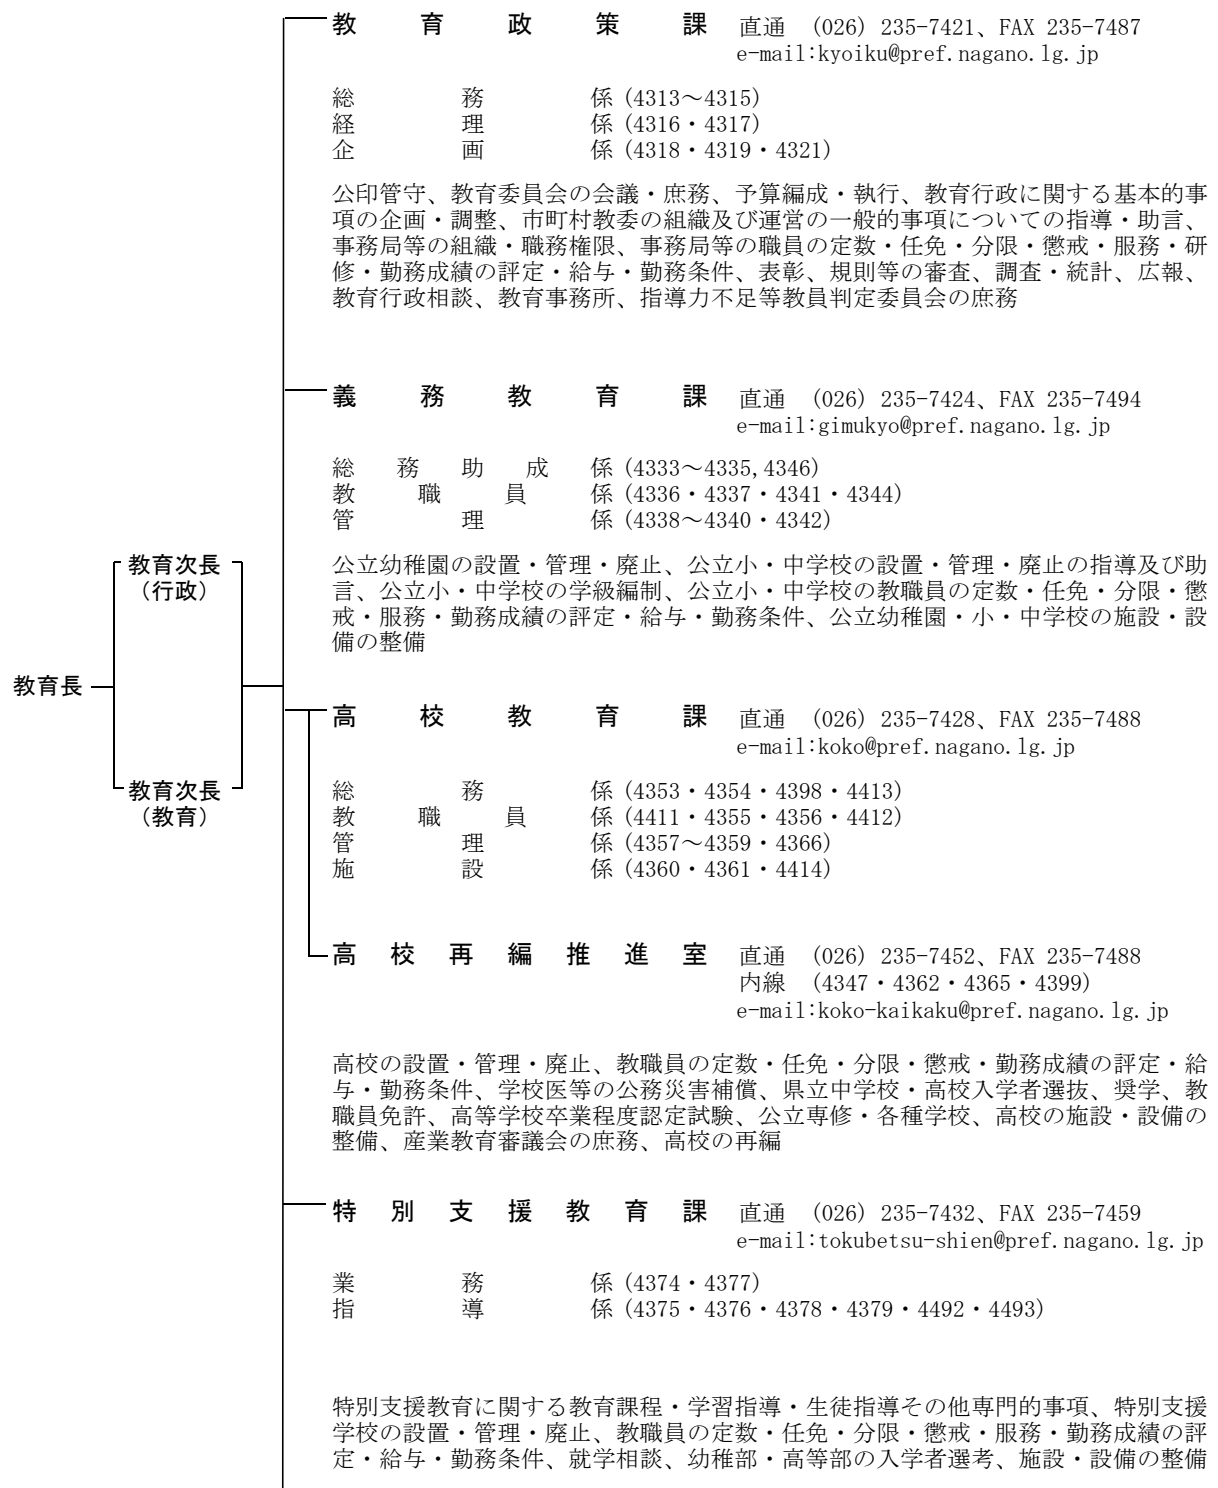 教育政策課 直通 (026) 235-7421、FAX 235-7487
e-mail:kyoiku@pref.nagano.lg.jp
総務係 (4313～4315)
経理係 (4316・4317)
企画係 (4318・4319・4321)
公印管守、教育委員会の会議・庶務、予算編成・執行、教育行政に関する基本的事
項の企画・調整、市町村教委の組織及び運営の一般的事項についての指導・助言、
事務局等の組織・職務権限、事務局等の職員の定数・任免・分限・懲戒・服務・研
修・勤務成績の評定・給与・勤務条件、表彰、規則等の審査、調査・統計、広報、
教育行政相談、教育事務所、指導力不足等教員判定委員会の庶務
義務教育課 直通 (026) 235-7424、FAX 235-7494
e-mail:gimukyo@pref.nagano.lg.jp
総務助成係 (4333～4335,4346)
教職員係 (4336・4337・4341・4344)
管理係 (4338～4340・4342)
公立幼稚園の設置・管理・廃止、公立小・中学校の設置・管理・廃止の指導及び助
言、公立小・中学校の学級編制、公立小・中学校の教職員の定数・任免・分限・懲
戒・服務・勤務成績の評定・給与・勤務条件、公立幼稚園・小・中学校の施設・設
備の整備
教育次長
（行政）
教育長
教育次長
（教育）
高校教育課 直通 (026) 235-7428、FAX 235-7488
e-mail:koko@pref.nagano.lg.jp
総務係 (4353・4354・4398・4413)
教職員係 (4411・4355・4356・4412)
管理係 (4357～4359・4366)
施設係 (4360・4361・4414)
高校再編推進室 直通 (026) 235-7452、FAX 235-7488
内線 (4347・4362・4365・4399)
e-mail:koko-kaikaku@pref.nagano.lg.jp
高校の設置・管理・廃止、教職員の定数・任免・分限・懲戒・勤務成績の評定・給
与・勤務条件、学校医等の公務災害補償、県立中学校・高校入学者選抜、奨学、教
職員免許、高等学校卒業程度認定試験、公立専修・各種学校、高校の施設・設備の
整備、産業教育審議会の庶務、高校の再編
特別支援教育課 直通 (026) 235-7432、FAX 235-7459
e-mail:tokubetsu-shien@pref.nagano.lg.jp
業務係 (4374・4377)
指導係 (4375・4376・4378・4379・4492・4493)
特別支援教育に関する教育課程・学習指導・生徒指導その他専門的事項、特別支援
学校の設置・管理・廃止、教職員の定数・任免・分限・懲戒・服務・勤務成績の評
定・給与・勤務条件、就学相談、幼稚部・高等部の入学者選考、施設・設備の整備